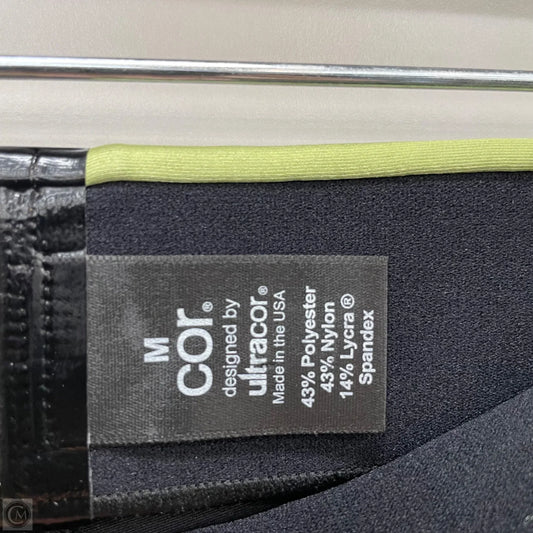 M
cor®
designed by
ultracor®
Made in the USA
43% Polyester
43% Nylon
14% Lycra®
Spandex